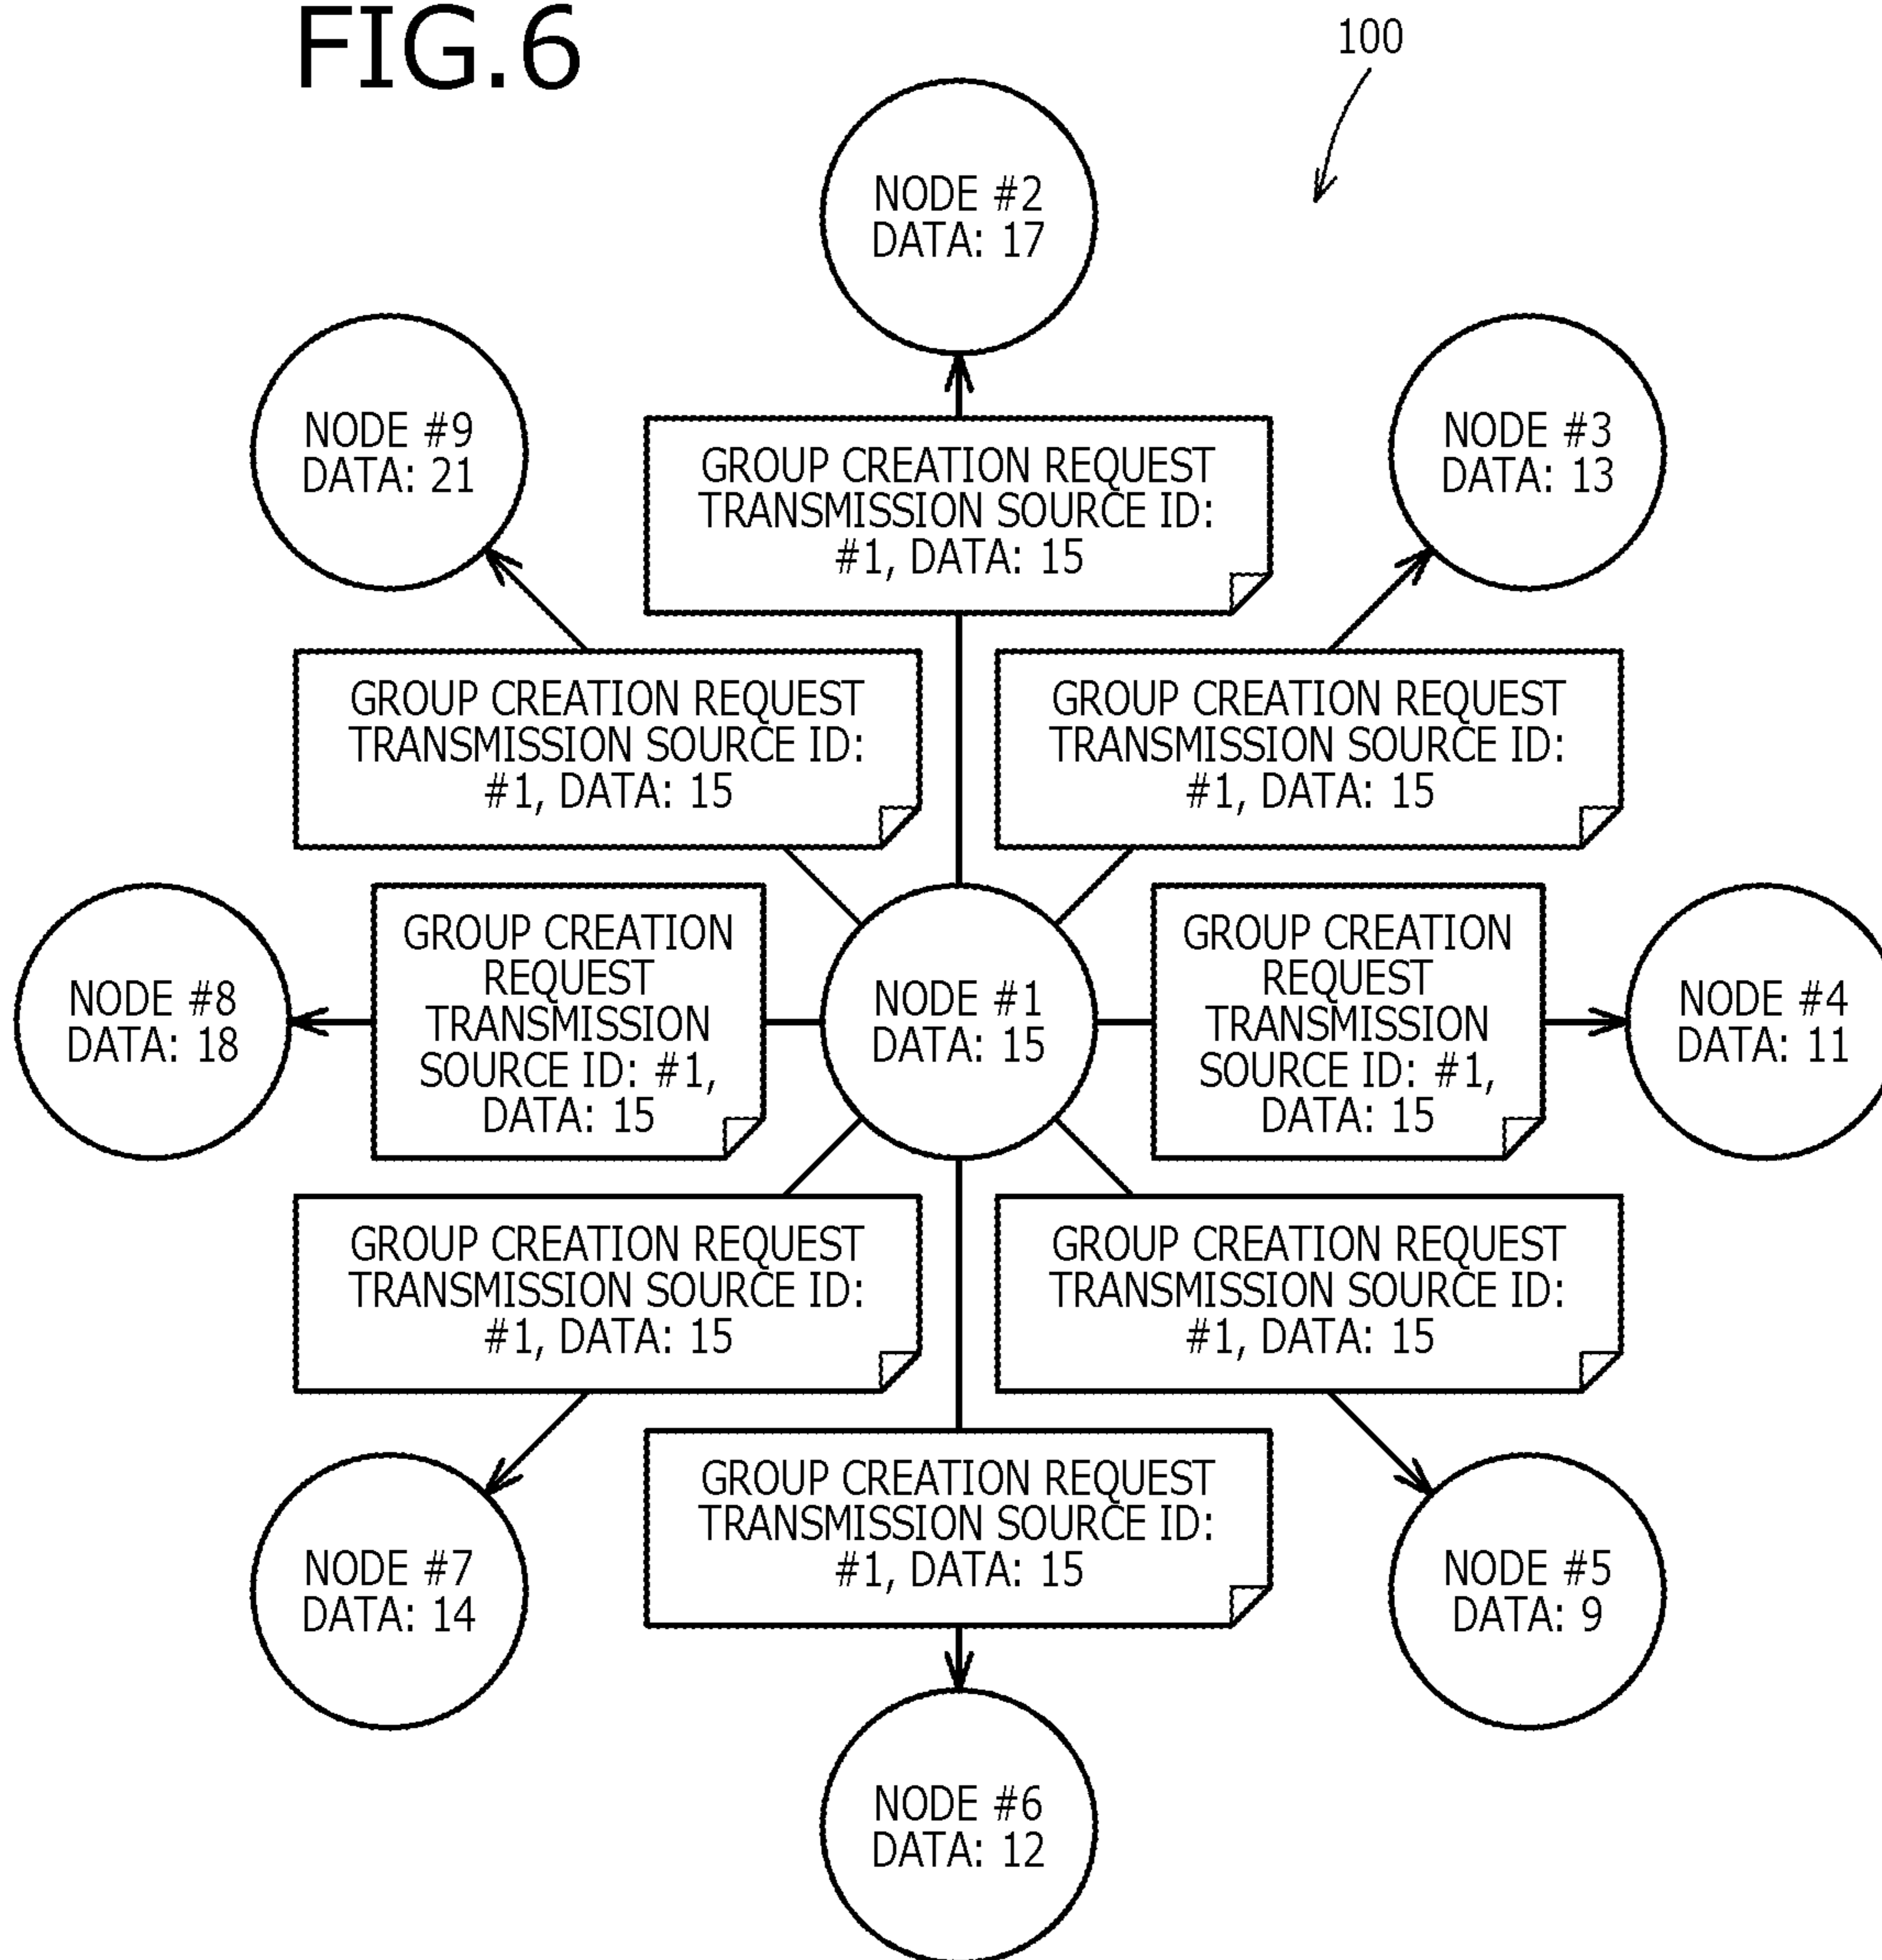 FIG.6
100
NODE #2
DATA: 17
NODE #9
DATA: 21
GROUP CREATION REQUEST
TRANSMISSION SOURCE ID:
#1, DATA: 15
NODE #3
DATA: 13
GROUP CREATION REQUEST
TRANSMISSION SOURCE ID:
#1, DATA: 15
GROUP CREATION REQUEST
TRANSMISSION SOURCE ID:
#1, DATA: 15
NODE #8
DATA: 18
GROUP CREATION
REQUEST
TRANSMISSION
SOURCE ID: #1,
DATA: 15
NODE #1
DATA: 15
GROUP CREATION
REQUEST
TRANSMISSION
SOURCE ID: #1,
DATA: 15
NODE #4
DATA: 11
GROUP CREATION REQUEST
TRANSMISSION SOURCE ID:
#1, DATA: 15
GROUP CREATION REQUEST
TRANSMISSION SOURCE ID:
#1, DATA: 15
NODE #7
DATA: 14
GROUP CREATION REQUEST
TRANSMISSION SOURCE ID:
#1, DATA: 15
NODE #5
DATA: 9
NODE #6
DATA: 12